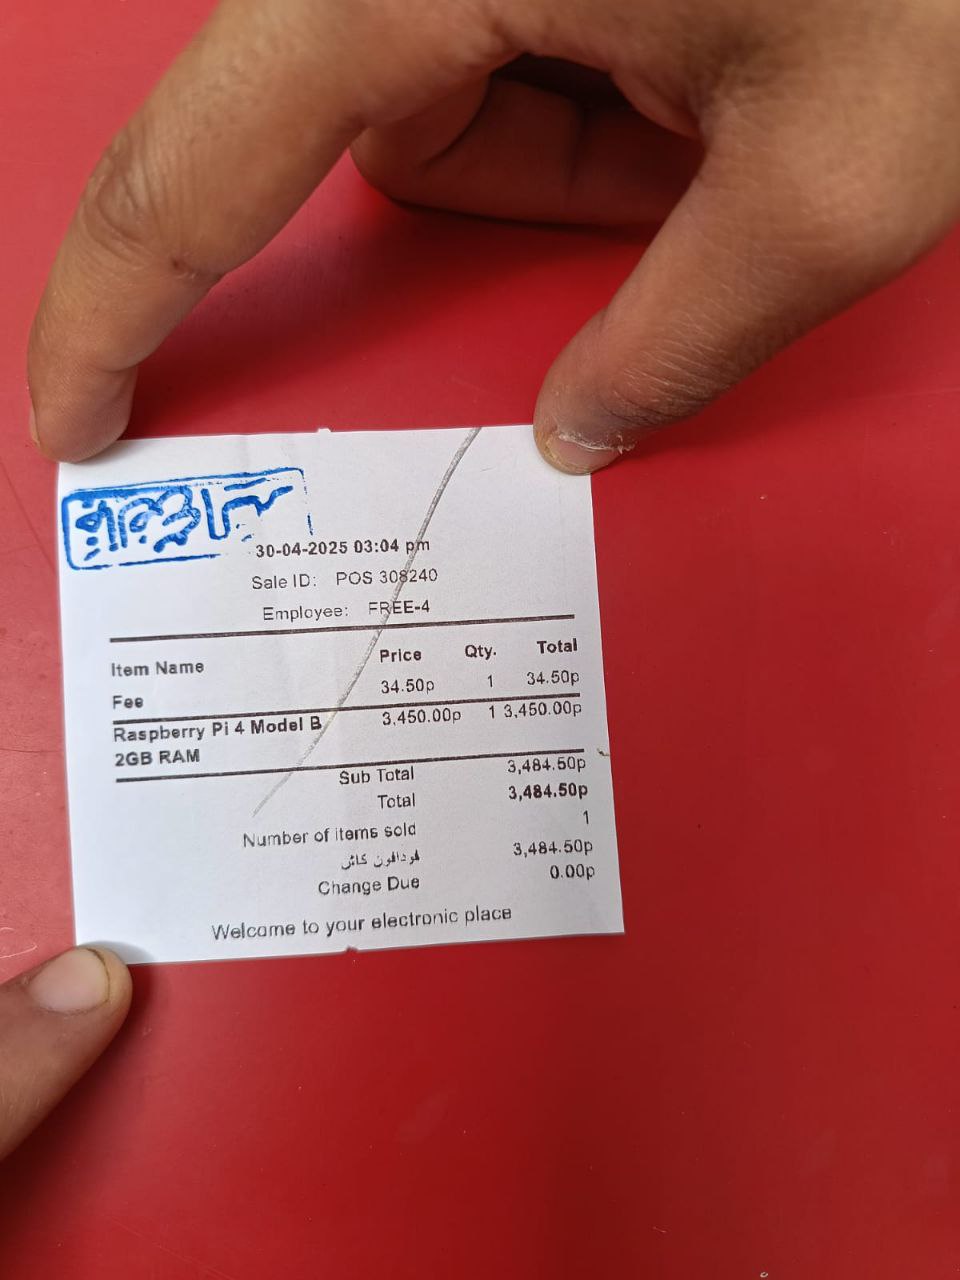 30-04-2025 03:04 pm
Sale ID: POS 308240
Employee: FREE-4
Item Name Price Qty. Total
Fee 34.50p 1 34.50p
Raspberry Pi 4 Model B 3,450.00p 1 3,450.00p
2GB RAM
Sub Total 3,484.50p
Total 3,484.50p
Number of items sold 1
فودافون كاش 3,484.50p
Change Due 0.00p
Welcome to your electronic place